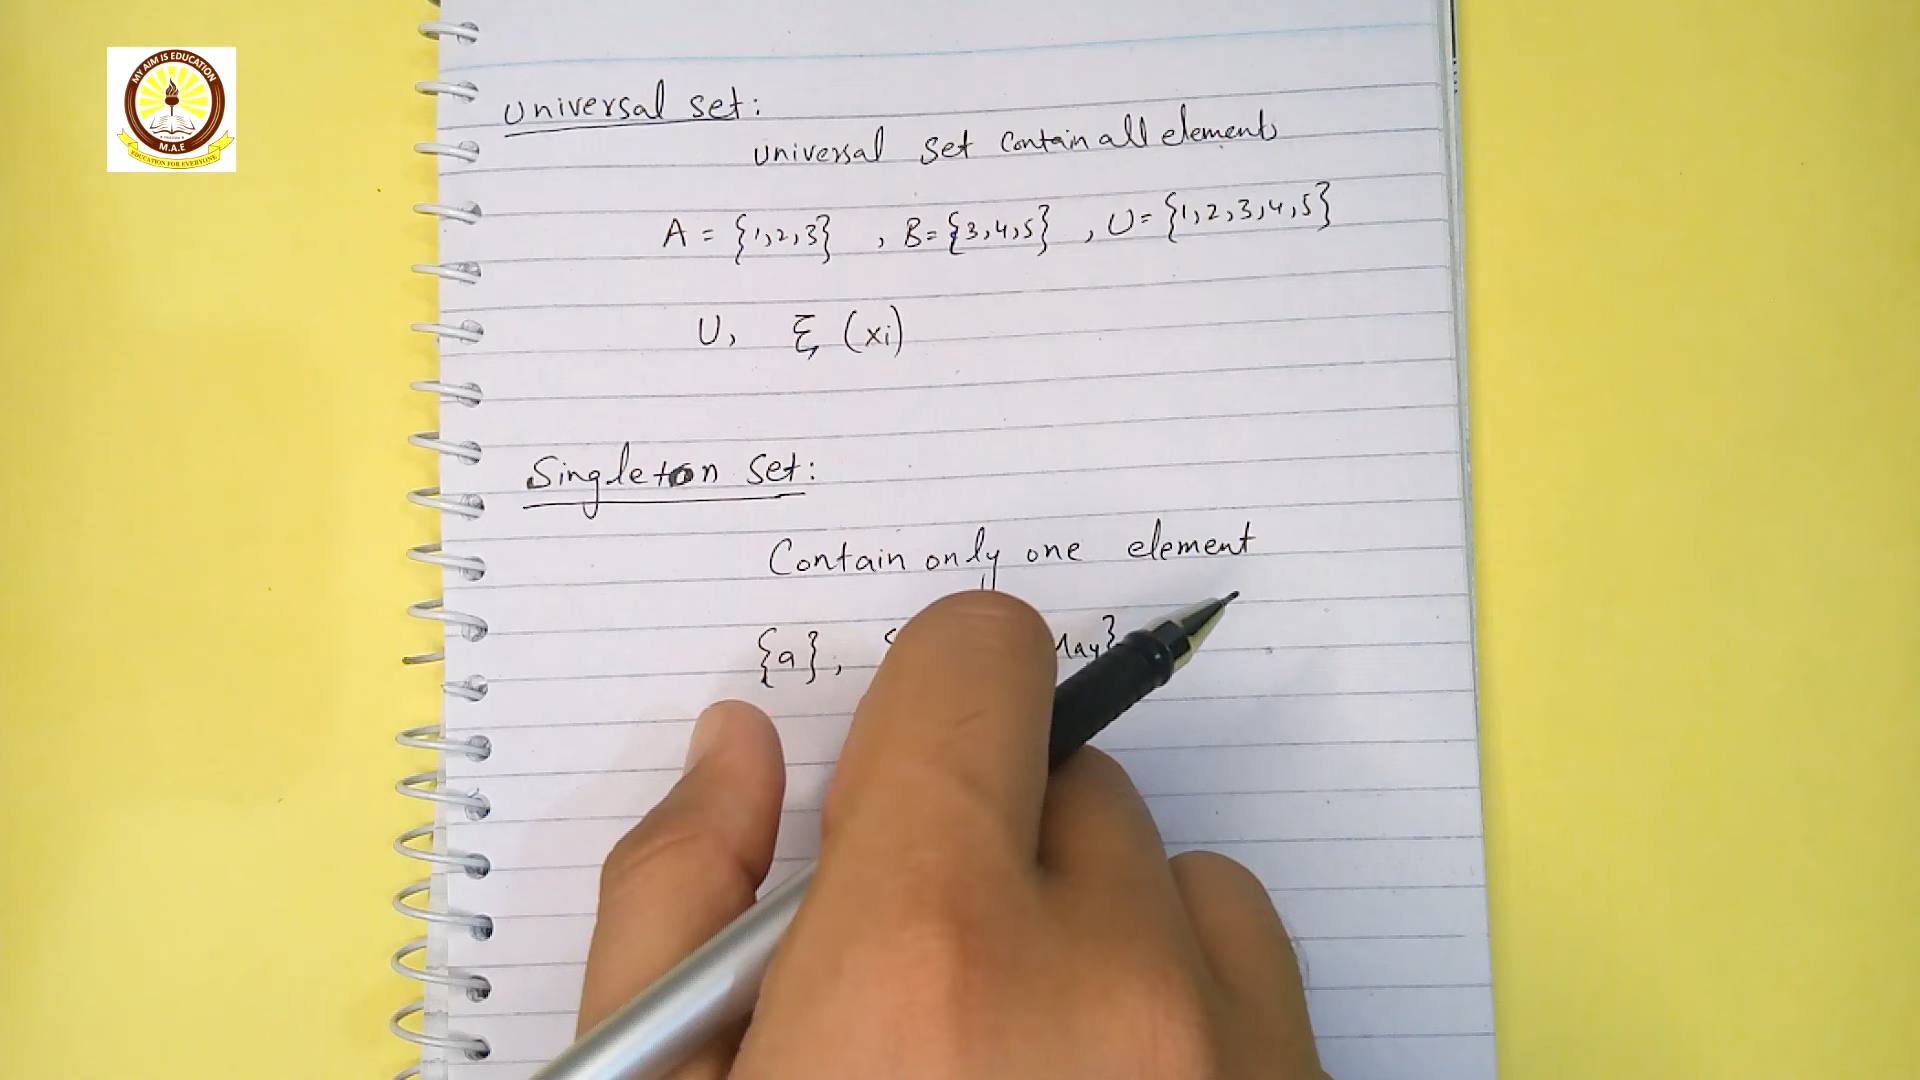 MY AIM IS EDUCATION
M.A.E
EDUCATION FOR EVERYONE
Universal set:
Universal set contain all elements
A = {1,2,3} , B={3,4,5} , U={1,2,3,4,5}
U, ξ (xi)
Singleton set:
Contain only one element
{a},